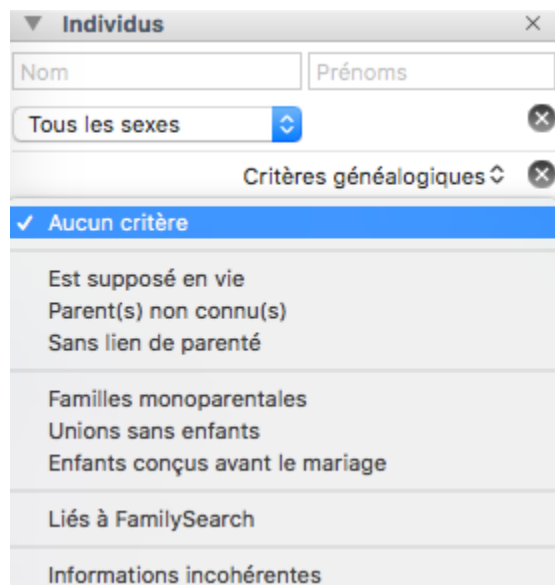 Individus
Nom Prénoms
Tous les sexes
Critères généalogiques
Aucun critère
Est supposé en vie
Parent(s) non connu(s)
Sans lien de parenté
Familles monoparentales
Unions sans enfants
Enfants conçus avant le mariage
Liés à FamilySearch
Informations incohérentes